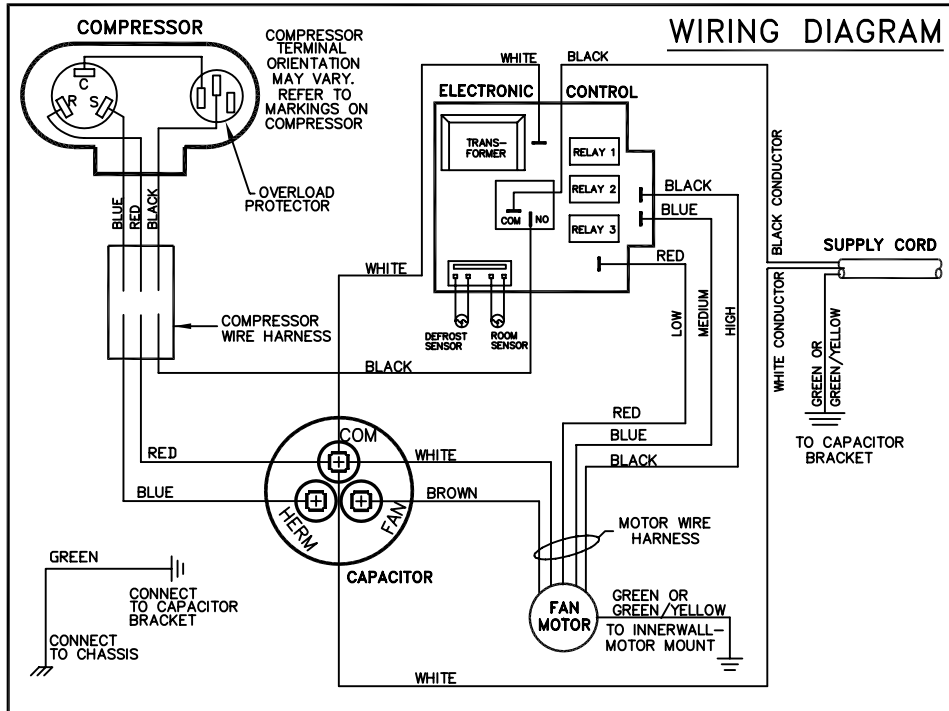 WIRING DIAGRAM
COMPRESSOR
COMPRESSOR
TERMINAL
ORIENTATION
MAY VARY.
REFER TO
MARKINGS ON
COMPRESSOR
C
R
S
OVERLOAD
PROTECTOR
BLUE
RED
BLACK
COMPRESSOR
WIRE HARNESS
WHITE
BLACK
ELECTRONIC CONTROL
TRANS-
FORMER
RELAY 1
RELAY 2
RELAY 3
COM
NO
DEFROST
SENSOR
ROOM
SENSOR
BLACK
BLUE
RED
LOW
MEDIUM
HIGH
BLACK CONDUCTOR
WHITE CONDUCTOR
SUPPLY CORD
GREEN OR
GREEN/YELLOW
TO CAPACITOR
BRACKET
WHITE
BLACK
RED
BLUE
BLACK
COM
HERM
FAN
CAPACITOR
RED
BLUE
WHITE
BROWN
MOTOR WIRE
HARNESS
FAN
MOTOR
GREEN OR
GREEN/YELLOW
TO INNERWALL-
MOTOR MOUNT
GREEN
CONNECT
TO CAPACITOR
BRACKET
CONNECT
TO CHASSIS
WHITE